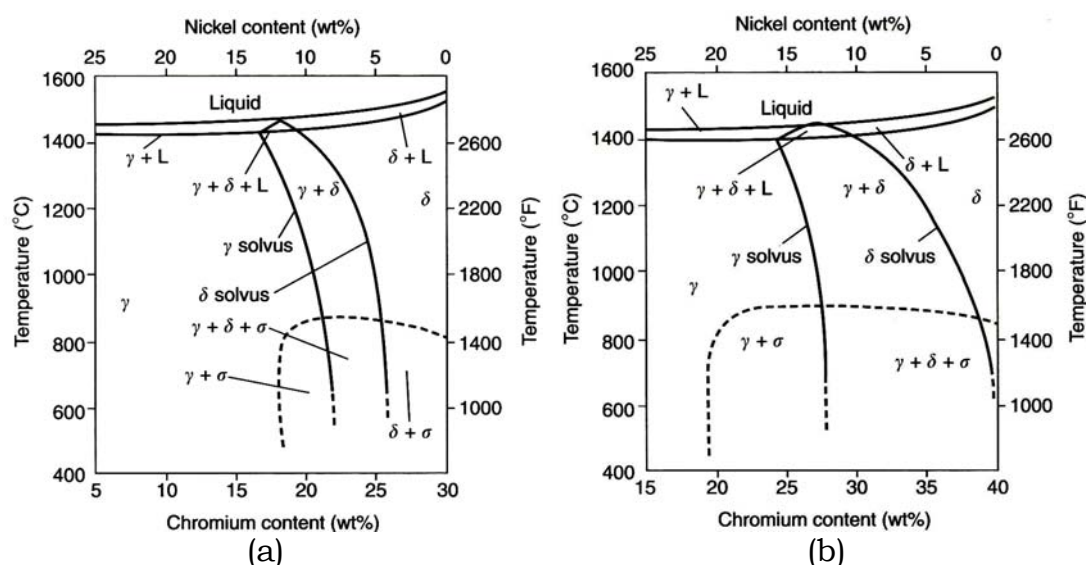 Nickel content (wt%)
25 20 15 10 5 0
1600
1400
1200
1000
800
600
400
Temperature (°C)
Liquid
γ + L
γ + δ + L
γ + δ
δ + L
δ
γ solvus
δ solvus
γ
γ + δ + σ
γ + σ
δ + σ
2600
2200
1800
1400
1000
Temperature (°F)
5 10 15 20 25 30
Chromium content (wt%)
(a)
Nickel content (wt%)
25 20 15 10 5 0
1600
1400
1200
1000
800
600
400
Temperature (°C)
γ + L
Liquid
γ + δ + L
γ + δ
δ + L
δ
γ solvus
δ solvus
γ
γ + σ
γ + δ + σ
2600
2200
1800
1400
1000
Temperature (°F)
15 20 25 30 35 40
Chromium content (wt%)
(b)